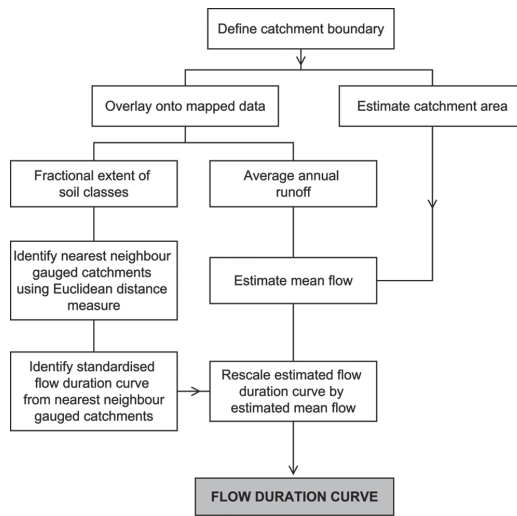 Define catchment boundary
Overlay onto mapped data
Estimate catchment area
Fractional extent of
soil classes
Average annual
runoff
Identify nearest neighbour
gauged catchments
using Euclidean distance
measure
Estimate mean flow
Identify standardised
flow duration curve
from nearest neighbour
gauged catchments
Rescale estimated flow
duration curve by
estimated mean flow
FLOW DURATION CURVE